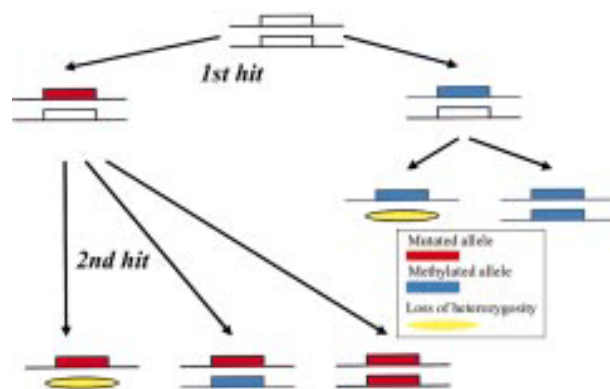 1st hit
2nd hit
Mutated allele
Methylated allele
Loss of heterozygosity